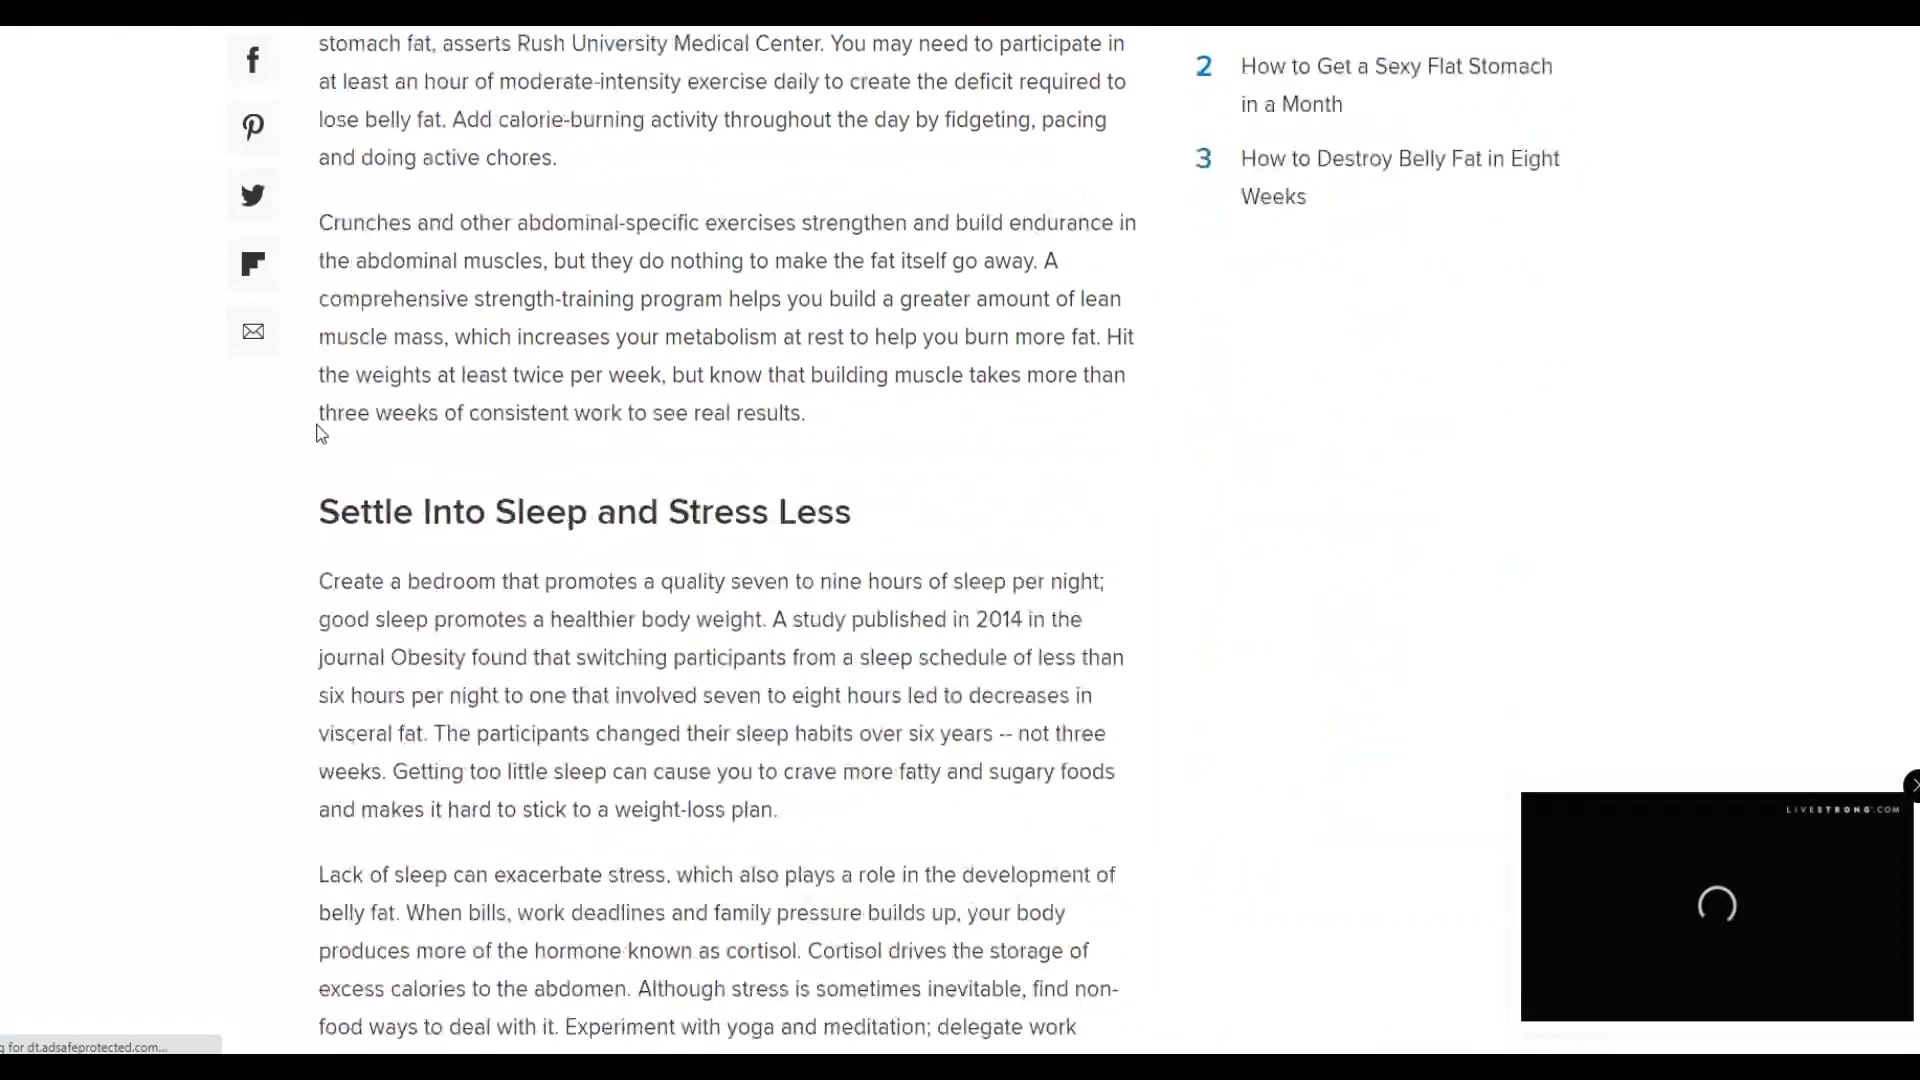 stomach fat, asserts Rush University Medical Center. You may need to participate in
at least an hour of moderate-intensity exercise daily to create the deficit required to
lose belly fat. Add calorie-burning activity throughout the day by fidgeting, pacing
and doing active chores.
Crunches and other abdominal-specific exercises strengthen and build endurance in
the abdominal muscles, but they do nothing to make the fat itself go away. A
comprehensive strength-training program helps you build a greater amount of lean
muscle mass, which increases your metabolism at rest to help you burn more fat. Hit
the weights at least twice per week, but know that building muscle takes more than
three weeks of consistent work to see real results.
Settle Into Sleep and Stress Less
Create a bedroom that promotes a quality seven to nine hours of sleep per night;
good sleep promotes a healthier body weight. A study published in 2014 in the
journal Obesity found that switching participants from a sleep schedule of less than
six hours per night to one that involved seven to eight hours led to decreases in
visceral fat. The participants changed their sleep habits over six years -- not three
weeks. Getting too little sleep can cause you to crave more fatty and sugary foods
and makes it hard to stick to a weight-loss plan.
Lack of sleep can exacerbate stress, which also plays a role in the development of
belly fat. When bills, work deadlines and family pressure builds up, your body
produces more of the hormone known as cortisol. Cortisol drives the storage of
excess calories to the abdomen. Although stress is sometimes inevitable, find non-
food ways to deal with it. Experiment with yoga and meditation; delegate work
2 How to Get a Sexy Flat Stomach
in a Month
3 How to Destroy Belly Fat in Eight
Weeks
LIVESTRONG.COM
g for dt.adsafeprotected.com...